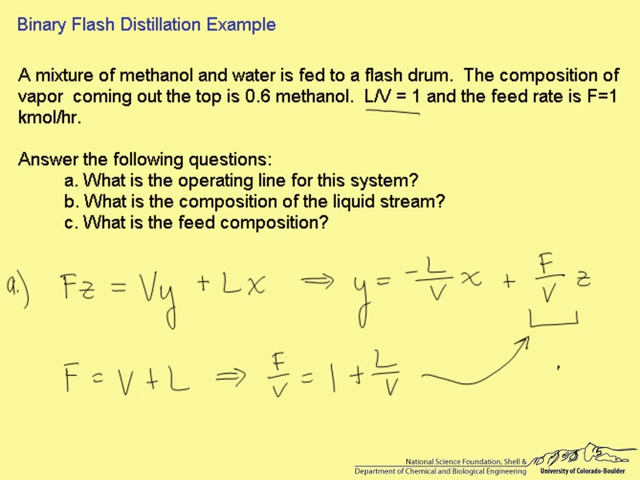 Binary Flash Distillation Example
A mixture of methanol and water is fed to a flash drum. The composition of
vapor coming out the top is 0.6 methanol. L/V = 1 and the feed rate is F=1
kmol/hr.
Answer the following questions:
a. What is the operating line for this system?
b. What is the composition of the liquid stream?
c. What is the feed composition?
a.) Fz = Vy + Lx ⇒ y = -L/V x + F/V z
F = V + L ⇒ F/V = 1 + L/V
National Science Foundation, Shell &
Department of Chemical and Biological Engineering
University of Colorado-Boulder